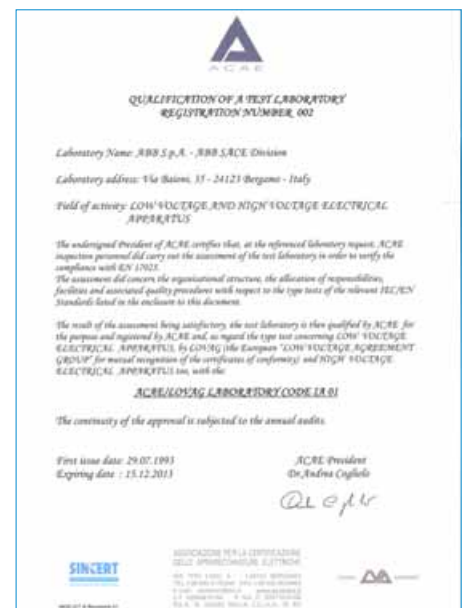 ACAE
QUALIFICATION OF A TEST LABORATORY
REGISTRATION NUMBER 002
Laboratory Name: ABB S.p.A. - ABB SACE Division
Laboratory address: Via Baioni, 35 - 24123 Bergamo - Italy
Field of activity: LOW VOLTAGE AND HIGH VOLTAGE ELECTRICAL
APPARATUS
The undersigned President of ACAE certifies that, at the referenced laboratory request, ACAE
inspection personnel did carry out the assessment of the test laboratory in order to verify the
compliance with EN 17025.
The assessment did concern the organisational structure, the allocation of responsibilities,
facilities and associated quality procedures with respect to the type tests of the relevant IEC/EN
Standards listed in the enclosure to this document.
The result of the assessment being satisfactory, the test laboratory is then qualified by ACAE for
the purpose and registered by ACAE and, as regard the type test concerning LOW VOLTAGE
ELECTRICAL APPARATUS, by LOVAG (the European "LOW VOLTAGE AGREEMENT
GROUP" for mutual recognition of the certificates of conformity) and HIGH VOLTAGE
ELECTRICAL APPARATUS too, with the:
ACAE/LOVAG LABORATORY CODE IA 01
The continuity of the approval is subjected to the annual audits.
First issue date: 29.07.1993
Expiring date : 15.12.2013
ACAE President
Dr. Andrea Cogliolo
SINCERT
ASSOCIAZIONE PER LA CERTIFICAZIONE
DELLE APPARECCHIATURE ELETTRICHE